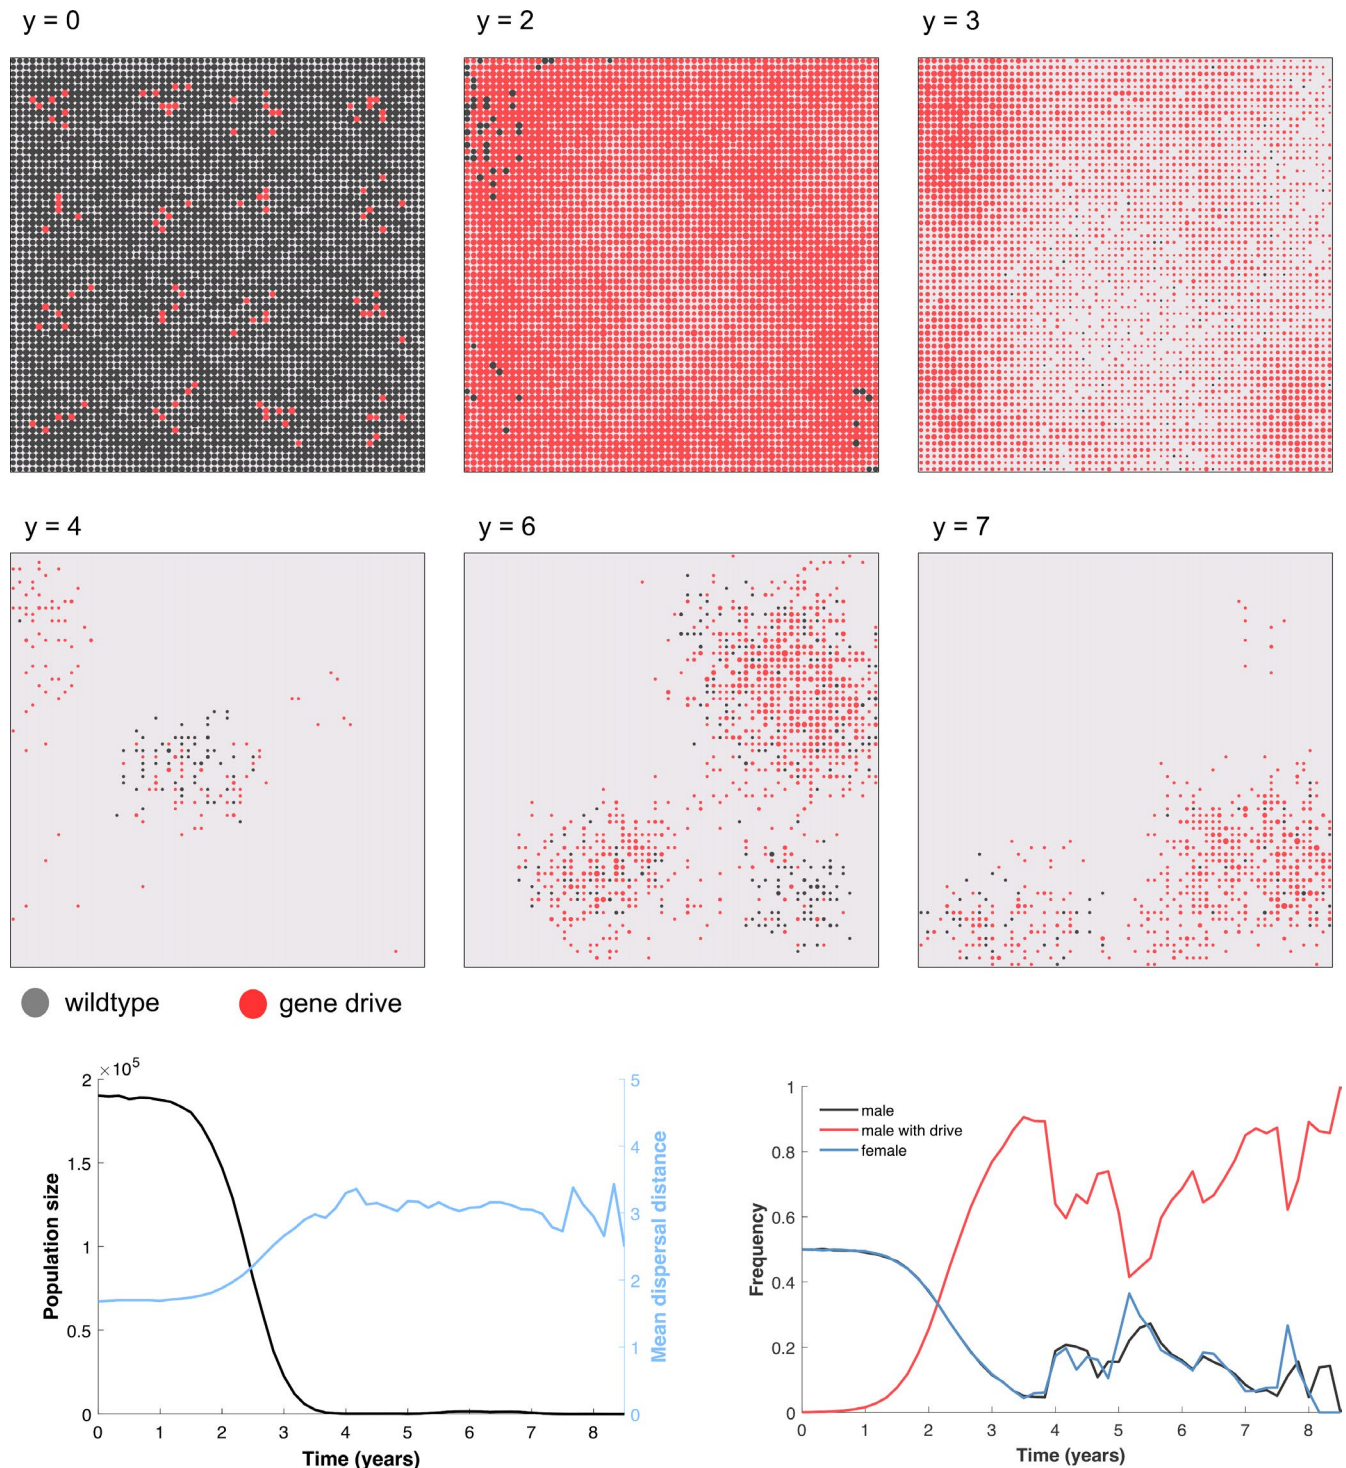 y = 0
y = 2
y = 3
y = 4
y = 6
y = 7
wildtype
gene drive
×10⁵
2
1.5
1
0.5
0
Population size
5
4
3
2
1
0
Mean dispersal distance
0 1 2 3 4 5 6 7 8
Time (years)
1
0.8
0.6
0.4
0.2
0
Frequency
male
male with drive
female
0 1 2 3 4 5 6 7 8
Time (years)